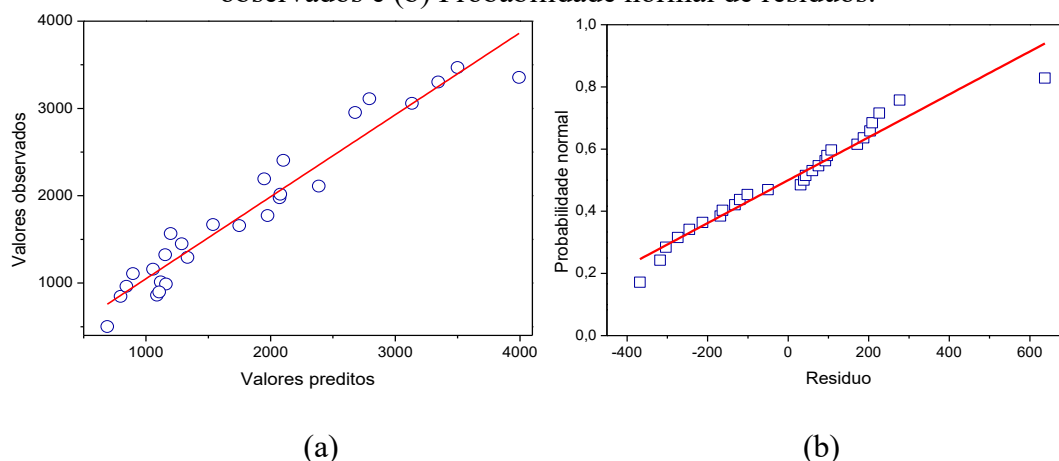 observados e (b) Probabilidade normal de resíduos.
4000
3000
2000
1000
Valores observados
1000
2000
3000
4000
Valores preditos
1,0
0,8
0,6
0,4
0,2
0,0
Probabilidade normal
-400
-200
0
200
400
600
Residuo
(a)
(b)